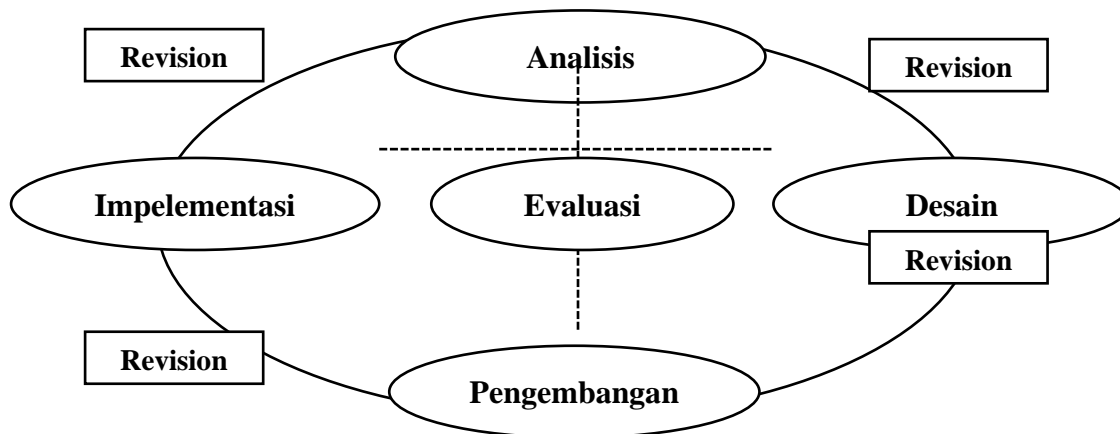 Analisis
Revision
Revision
Impelementasi
Evaluasi
Desain
Revision
Revision
Pengembangan